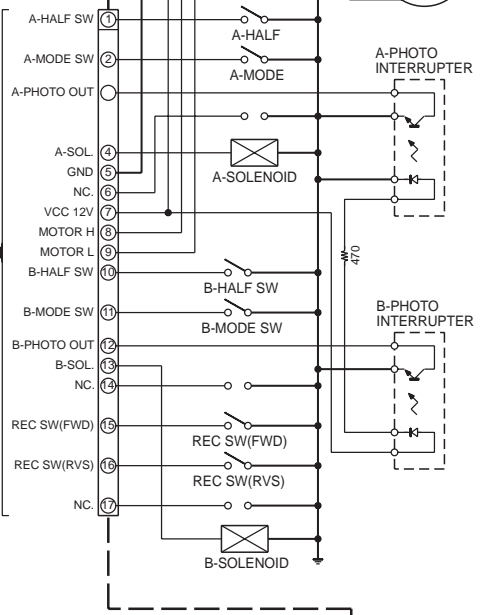 A-HALF SW 1
A-HALF
A-MODE SW 2
A-MODE
A-PHOTO
INTERRUPTER
A-PHOTO OUT
A-SOL. 4
GND 5
A-SOLENOID
NC. 6
VCC 12V 7
MOTOR H 8
MOTOR L 9
470
B-HALF SW 10
B-HALF SW
B-MODE SW 11
B-MODE SW
B-PHOTO
INTERRUPTER
B-PHOTO OUT 12
B-SOL. 13
NC. 14
REC SW(FWD) 15
REC SW(FWD)
REC SW(RVS) 16
REC SW(RVS)
NC. 17
B-SOLENOID